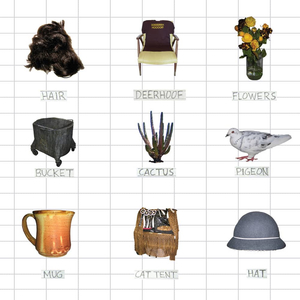 HAIR
DEERHOOF
FLOWERS
BUCKET
CACTUS
PIGEON
MUG
CAT TENT
HAT